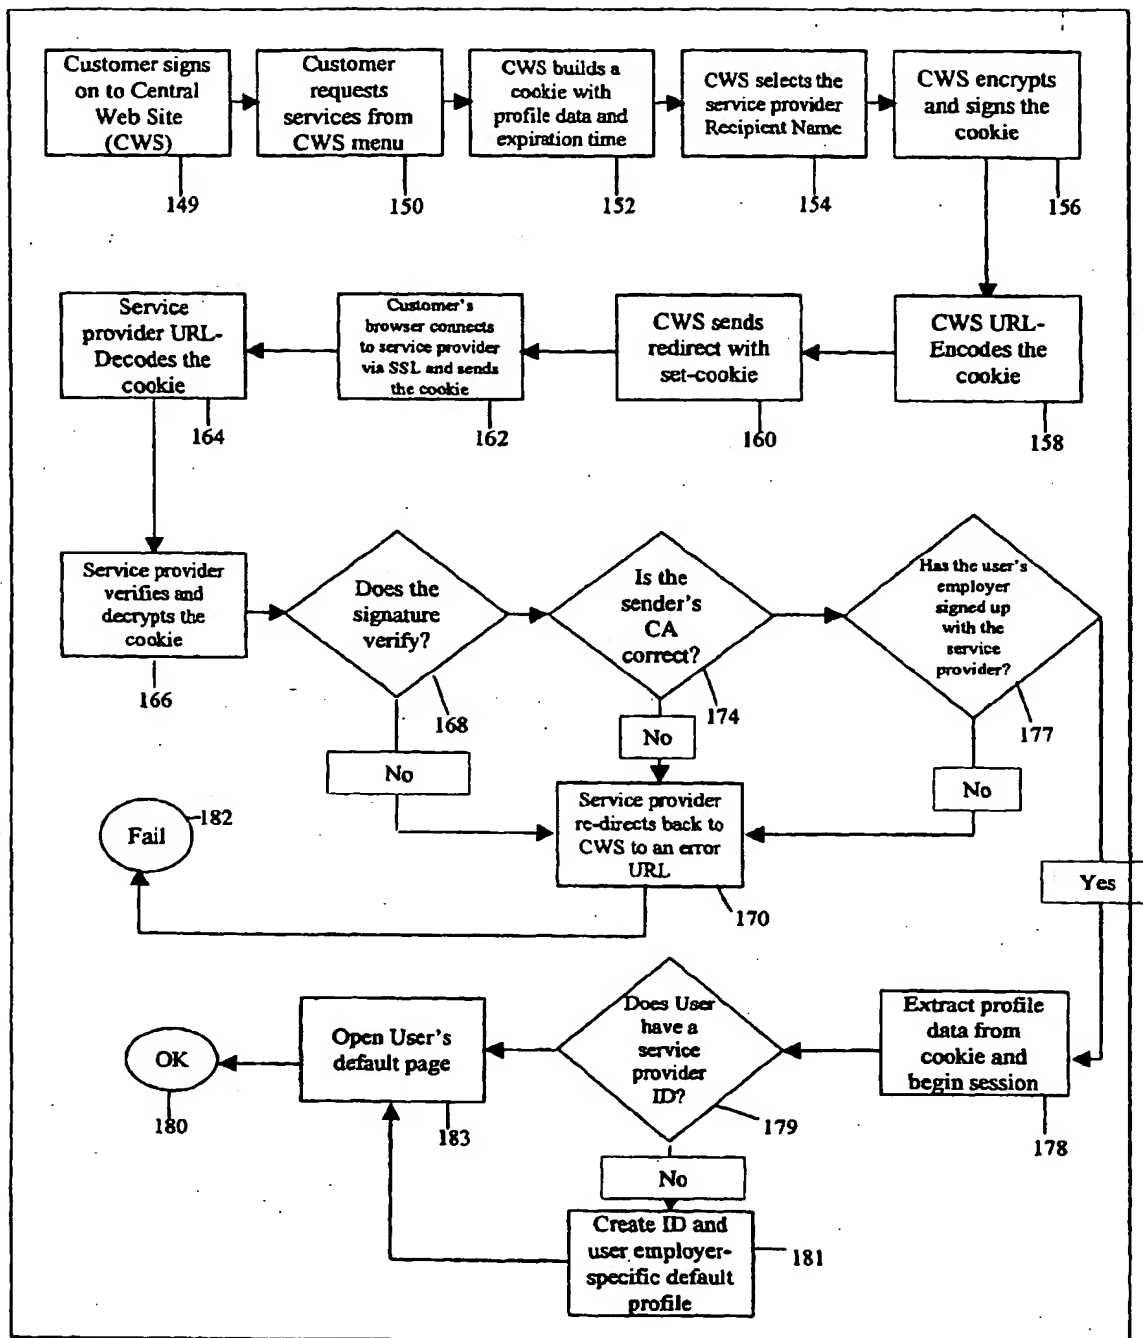 Customer signs
on to Central
Web Site
(CWS)
149
Customer
requests
services from
CWS menu
150
CWS builds a
cookie with
profile data and
expiration time
152
CWS selects the
service provider
Recipient Name
154
CWS encrypts
and signs the
cookie
156
CWS URL-
Encodes the
cookie
158
CWS sends
redirect with
set-cookie
160
Customer's
browser connects
to service provider
via SSL and sends
the cookie
162
Service
provider URL-
Decodes the
cookie
164
Service provider
verifies and
decrypts the
cookie
166
Does the
signature
verify?
168
Is the
sender's
CA
correct?
174
Has the user's
employer
signed up
with the
service
provider?
177
No
No
No
Service provider
re-directs back to
CWS to an error
URL
170
Fail
182
Yes
Extract profile
data from
cookie and
begin session
178
Does User
have a
service
provider
ID?
179
Open User's
default page
183
OK
180
No
Create ID and
user employer-
specific default
profile
181